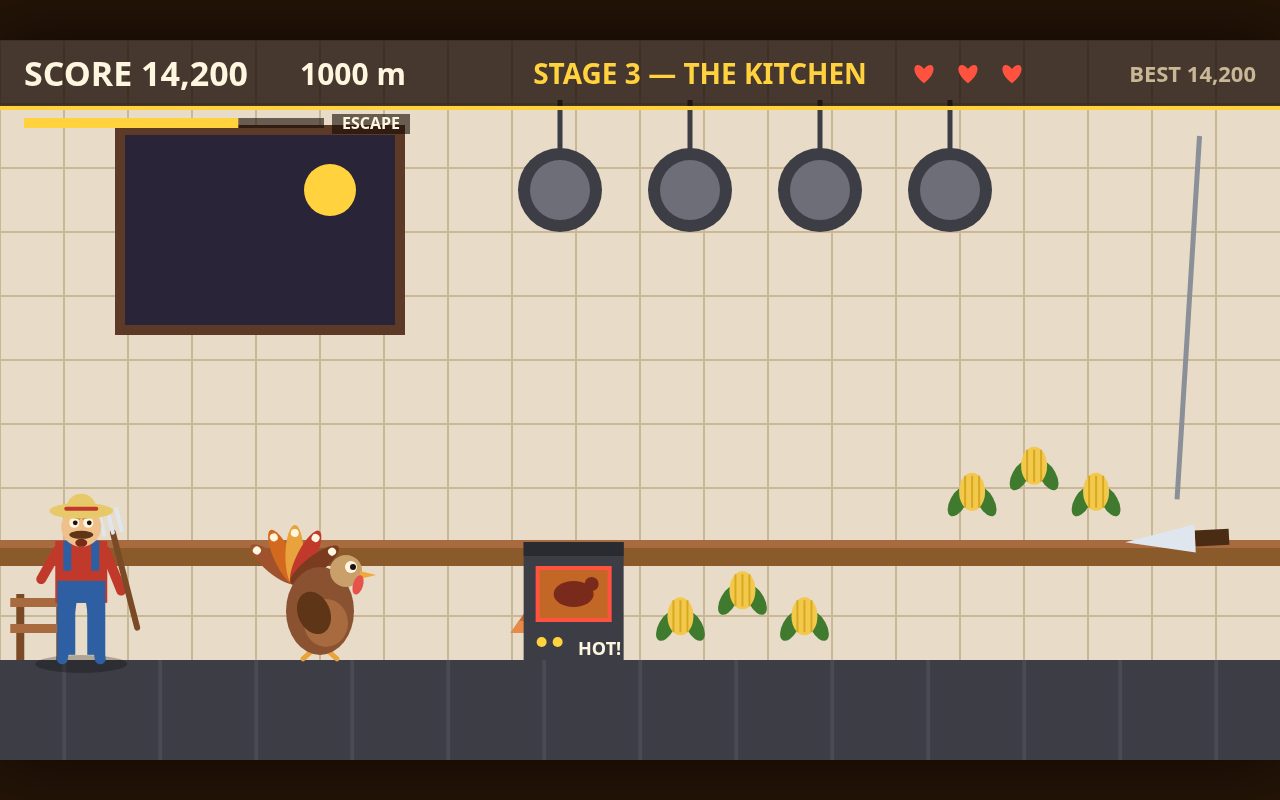 SCORE 14,200
1000 m
STAGE 3 — THE KITCHEN
BEST 14,200
ESCAPE
HOT!